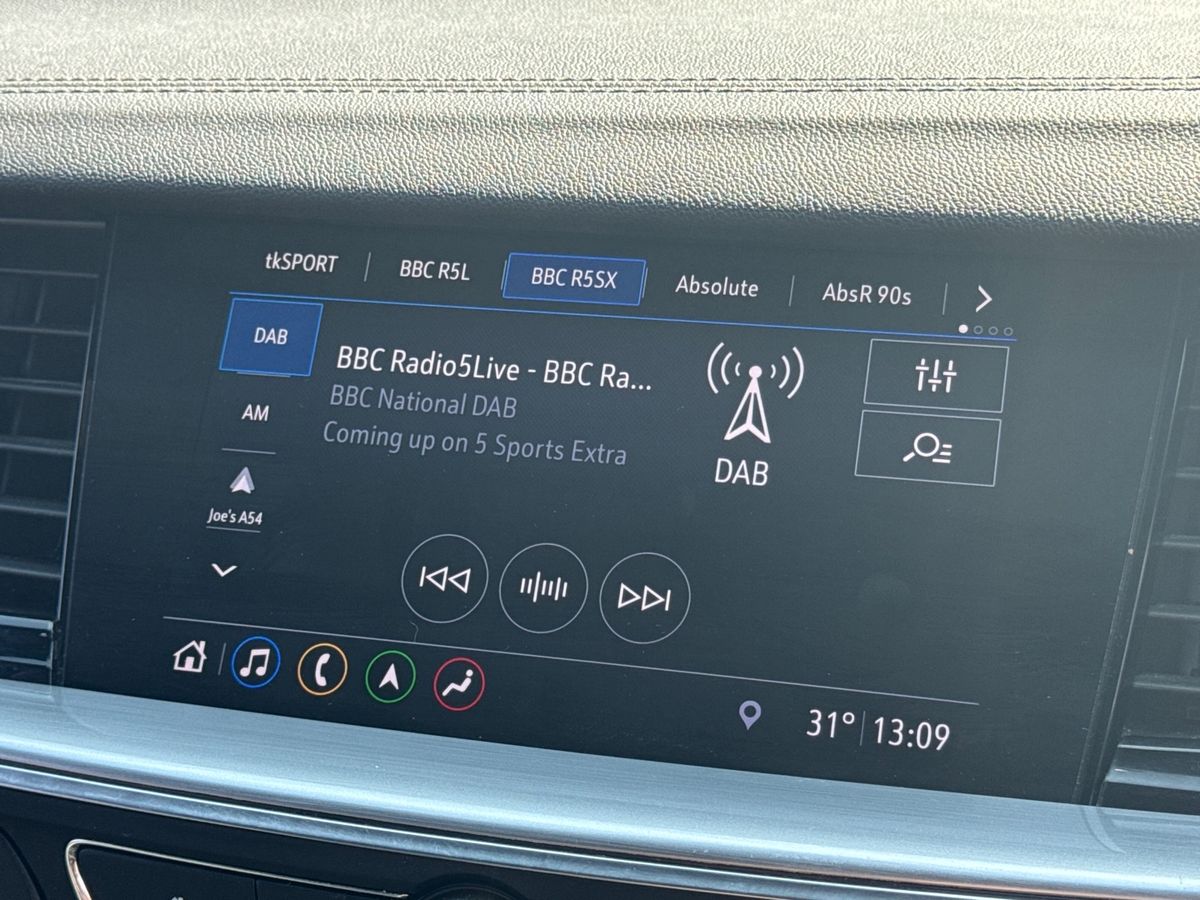 tkSPORT
BBC R5L
BBC R5SX
Absolute
AbsR 90s
DAB
AM
Joe's A54
BBC Radio5Live - BBC Ra...
BBC National DAB
Coming up on 5 Sports Extra
DAB
31° 13:09